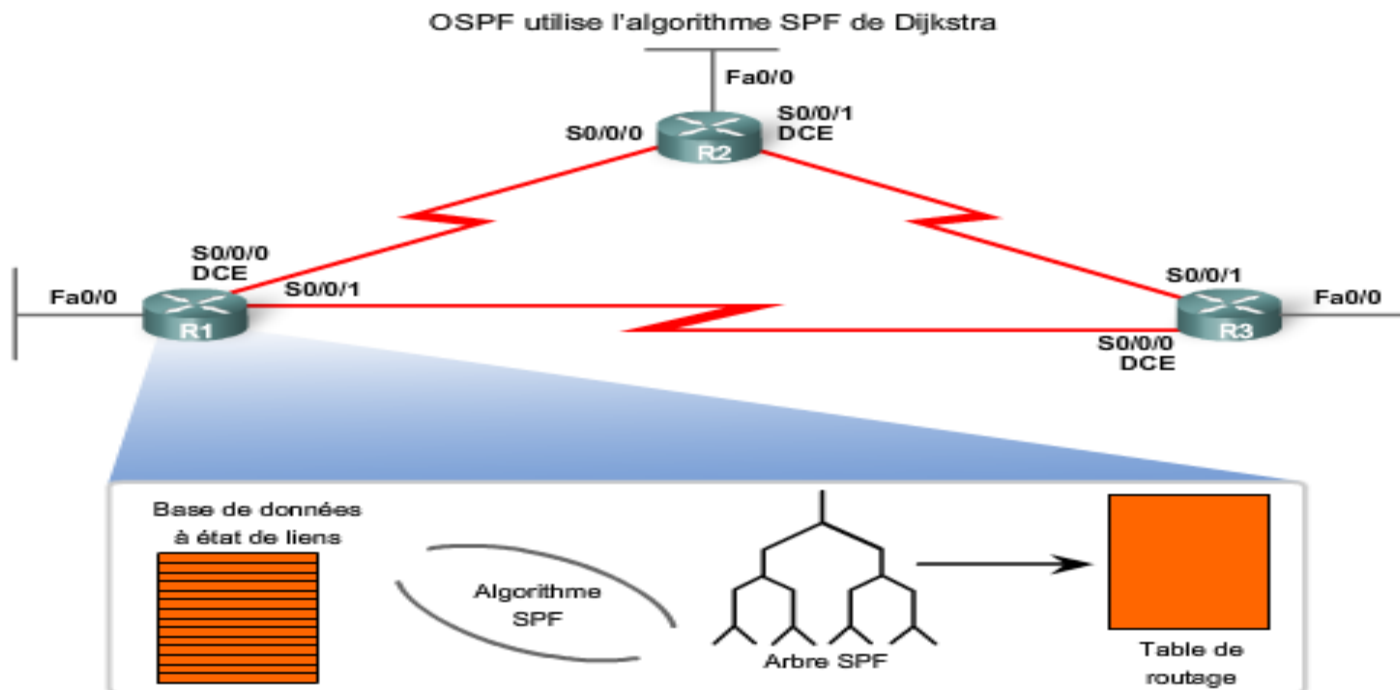 OSPF utilise l'algorithme SPF de Dijkstra
Fa0/0
S0/0/0
S0/0/1
DCE
R2
S0/0/0
DCE
S0/0/1
Fa0/0
R1
S0/0/1
Fa0/0
R3
S0/0/0
DCE
Base de données
à état de liens
Algorithme
SPF
Arbre SPF
Table de
routage